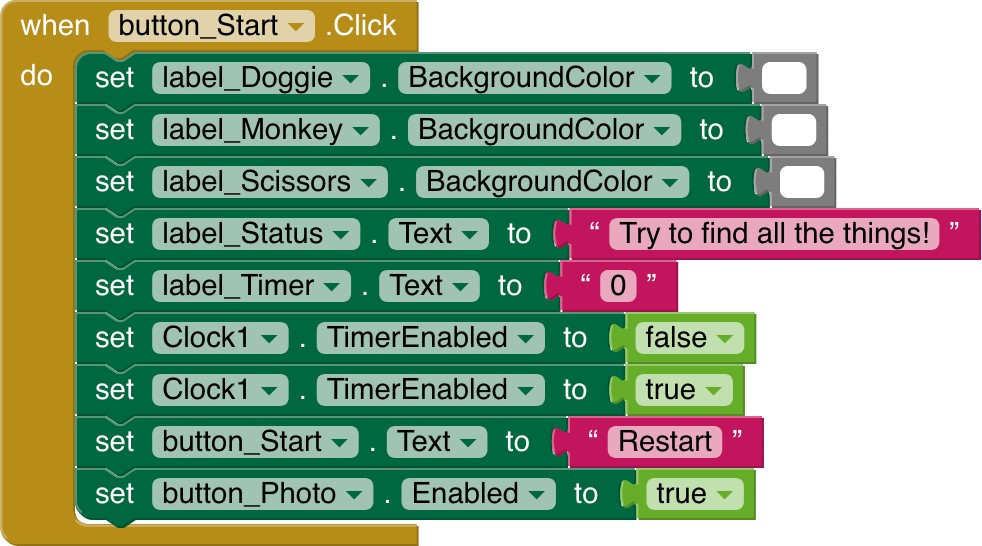 when button_Start .Click
do set label_Doggie . BackgroundColor to
set label_Monkey . BackgroundColor to
set label_Scissors . BackgroundColor to
set label_Status . Text to “ Try to find all the things! ”
set label_Timer . Text to “ 0 ”
set Clock1 . TimerEnabled to false
set Clock1 . TimerEnabled to true
set button_Start . Text to “ Restart ”
set button_Photo . Enabled to true